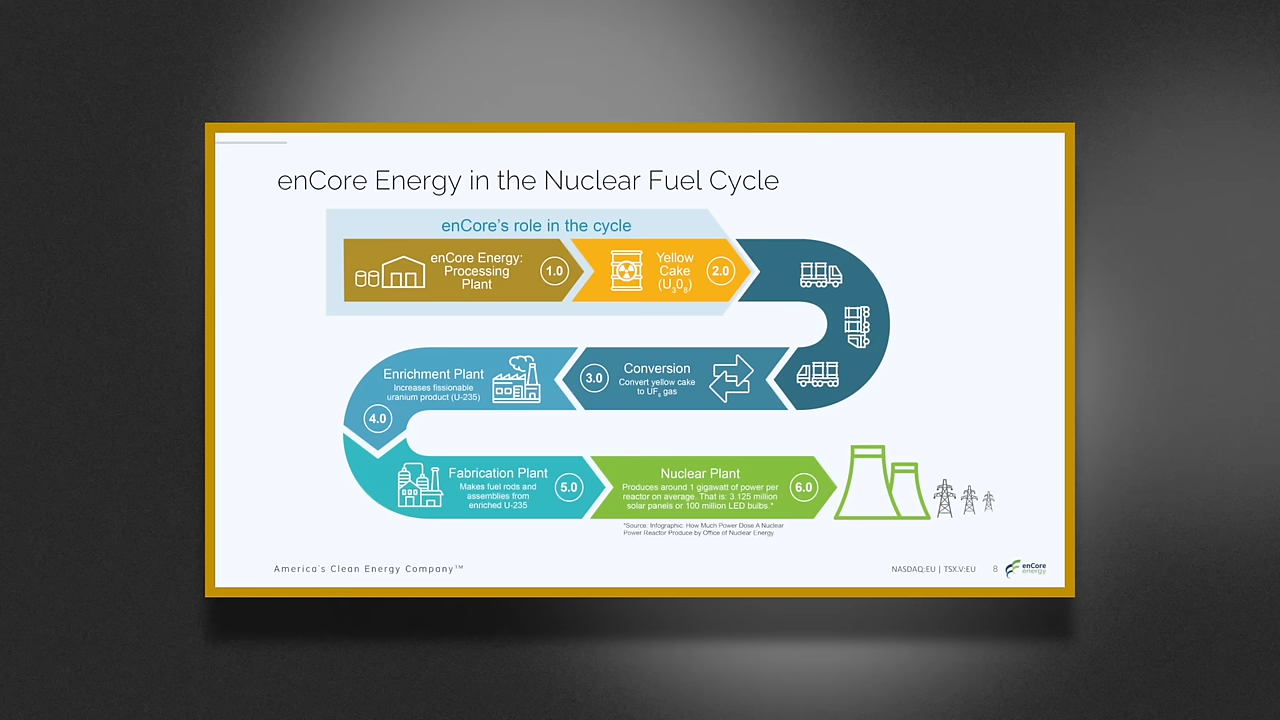 enCore Energy in the Nuclear Fuel Cycle
enCore's role in the cycle
enCore Energy:
Processing
Plant
1.0
Yellow
Cake
(U₃0₈)
2.0
Conversion
Convert yellow cake
to UF₆ gas
3.0
Enrichment Plant
Increases fissionable
uranium product (U-235)
4.0
Fabrication Plant
Makes fuel rods and
assemblies from
enriched U-235
5.0
Nuclear Plant
Produces around 1 gigawatt of power per
reactor on average. That is: 3.125 million
solar panels or 100 million LED bulbs.*
6.0
*Source: Infographic: How Much Power Dose A Nuclear
Power Reactor Produce by Office of Nuclear Energy
America's Clean Energy Company™
NASDAQ:EU | TSX.V:EU
8
enCore
energy